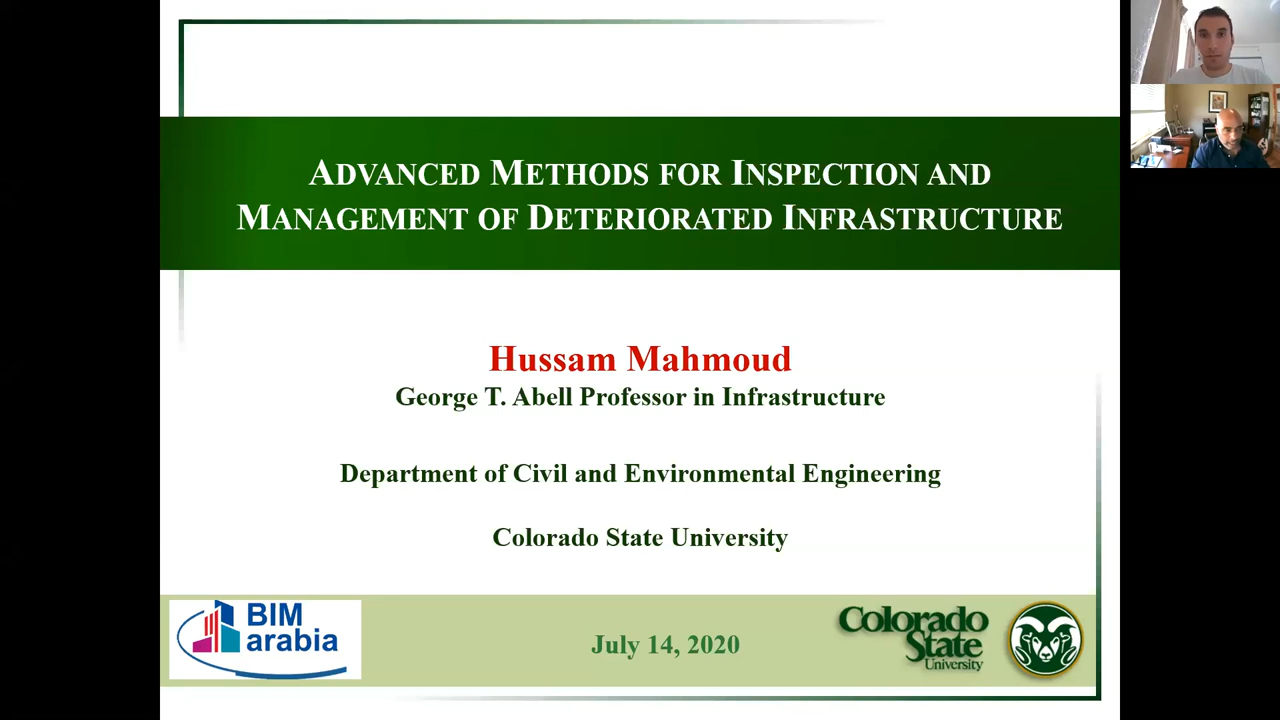 ADVANCED METHODS FOR INSPECTION AND
MANAGEMENT OF DETERIORATED INFRASTRUCTURE
Hussam Mahmoud
George T. Abell Professor in Infrastructure
Department of Civil and Environmental Engineering
Colorado State University
BIM
arabia
July 14, 2020
Colorado
State
University